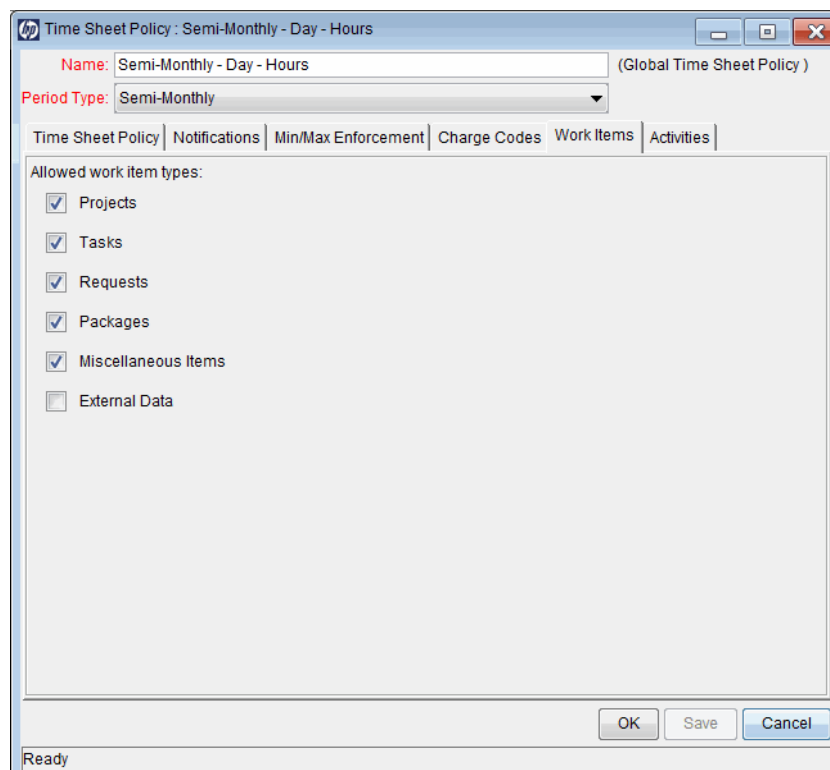 hp Time Sheet Policy : Semi-Monthly - Day - Hours
Name: Semi-Monthly - Day - Hours (Global Time Sheet Policy )
Period Type: Semi-Monthly
Time Sheet Policy Notifications Min/Max Enforcement Charge Codes Work Items Activities
Allowed work item types:
Projects
Tasks
Requests
Packages
Miscellaneous Items
External Data
OK Save Cancel
Ready